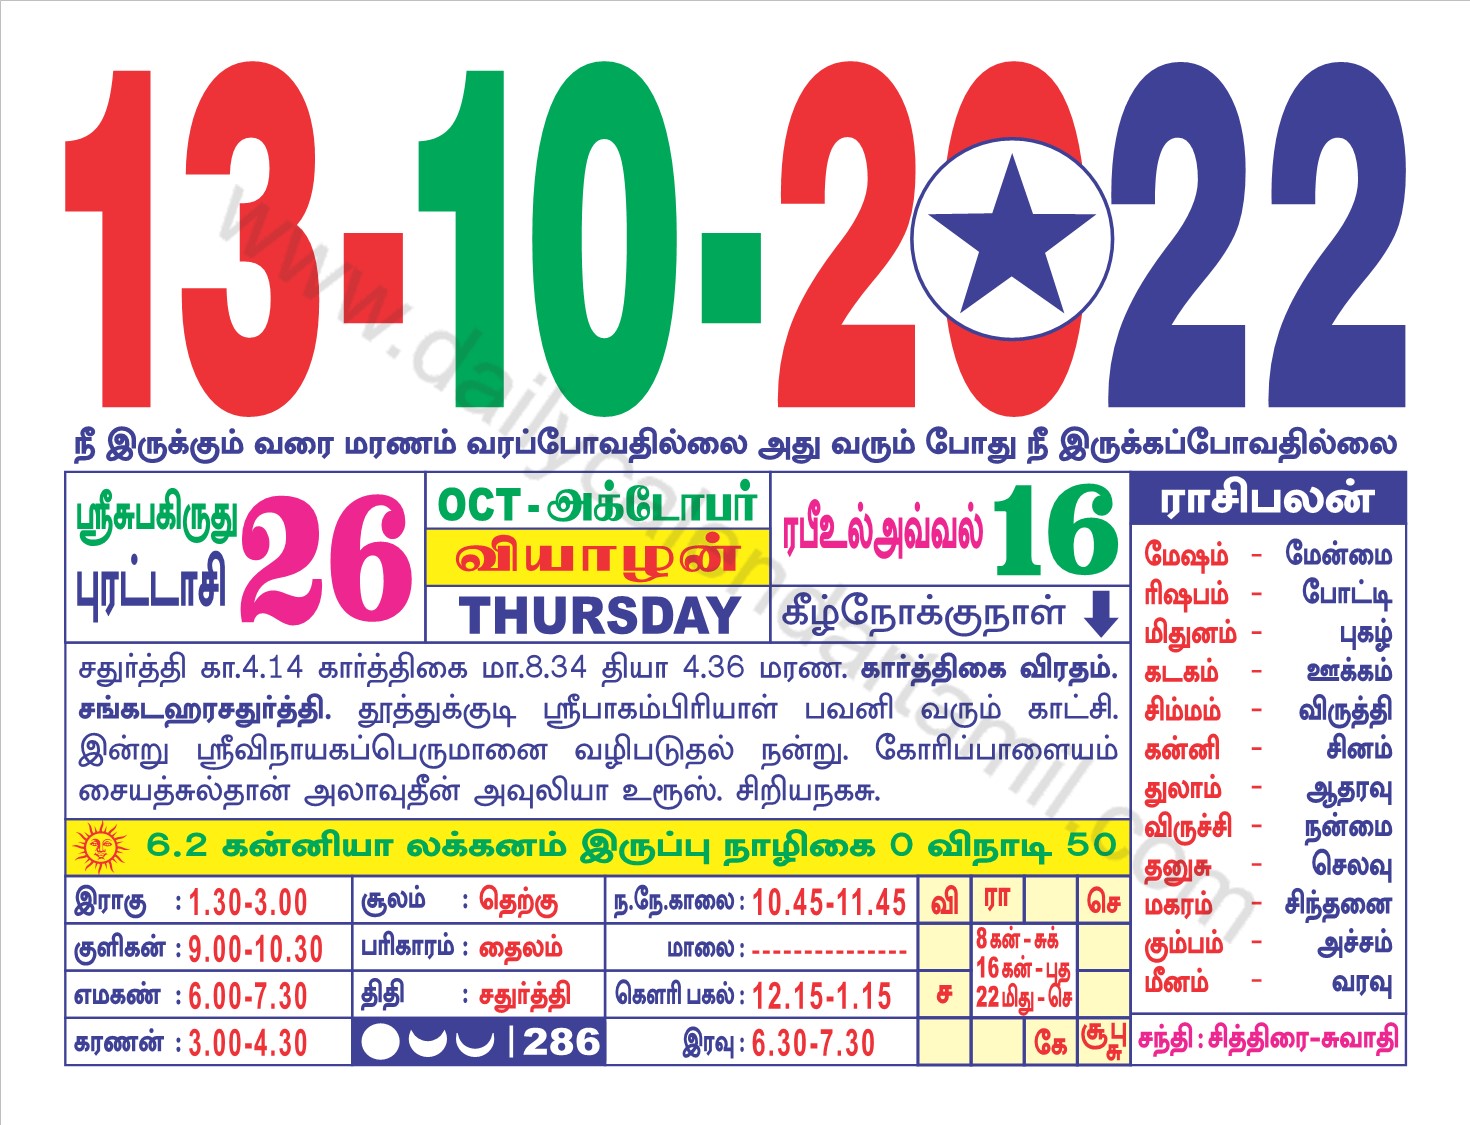 13-10-2022
நீ இருக்கும் வரை மரணம் வரப்போவதில்லை அது வரும் போது நீ இருக்கப்போவதில்லை
ஸ்ரீசுபகிருது
புரட்டாசி 26
OCT - அக்டோபர்
வியாழன்
THURSDAY
ரபீஉல்அவ்வல் 16
கீழ்நோக்குநாள்
சதுர்த்தி கா.4.14 கார்த்திகை மா.8.34 தியா 4.36 மரண. கார்த்திகை விரதம்.
சங்கடஹரசதுர்த்தி. தூத்துக்குடி ஸ்ரீபாகம்பிரியாள் பவனி வரும் காட்சி.
இன்று ஸ்ரீவிநாயகப்பெருமானை வழிபடுதல் நன்று. கோரிப்பாளையம்
சையத்சுல்தான் அலாவுதீன் அவுலியா உரூஸ். சிறியநகசு.
6.2 கன்னியா லக்கனம் இருப்பு நாழிகை 0 விநாடி 50
இராகு : 1.30-3.00
குளிகன் : 9.00-10.30
எமகண் : 6.00-7.30
கரணன் : 3.00-4.30
சூலம் : தெற்கு
பரிகாரம் : தைலம்
திதி : சதுர்த்தி
| 286
ந.நே.காலை : 10.45-11.45
மாலை : --------------
கௌரி பகல் : 12.15-1.15
இரவு : 6.30-7.30
வி ரா செ
8கன் - சுக்
16கன் - புத
22மிது - செ
ச
கே சூ பு சு
ராசிபலன்
மேஷம் - மேன்மை
ரிஷபம் - போட்டி
மிதுனம் - புகழ்
கடகம் - ஊக்கம்
சிம்மம் - விருத்தி
கன்னி - சினம்
துலாம் - ஆதரவு
விருச்சி - நன்மை
தனுசு - செலவு
மகரம் - சிந்தனை
கும்பம் - அச்சம்
மீனம் - வரவு
சந்தி : சித்திரை-சுவாதி
www.dailycalendartamil.com